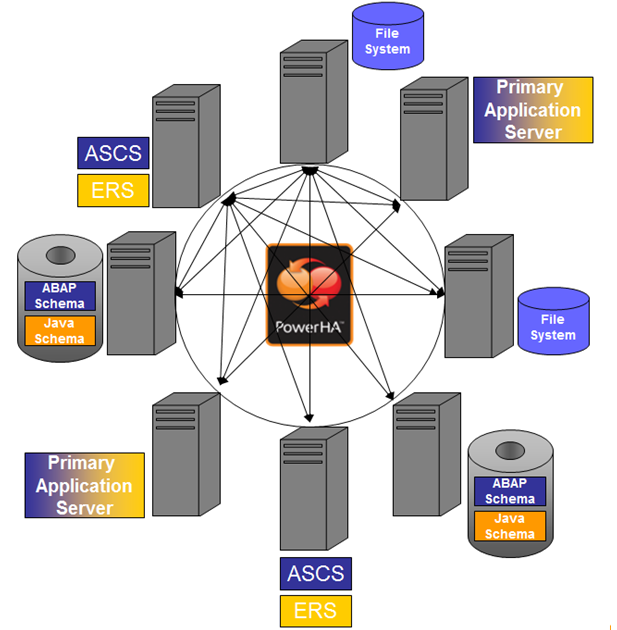 File
System
Primary
Application
Server
ASCS
ERS
ABAP
Schema
Java
Schema
PowerHA™
File
System
Primary
Application
Server
ABAP
Schema
Java
Schema
ASCS
ERS